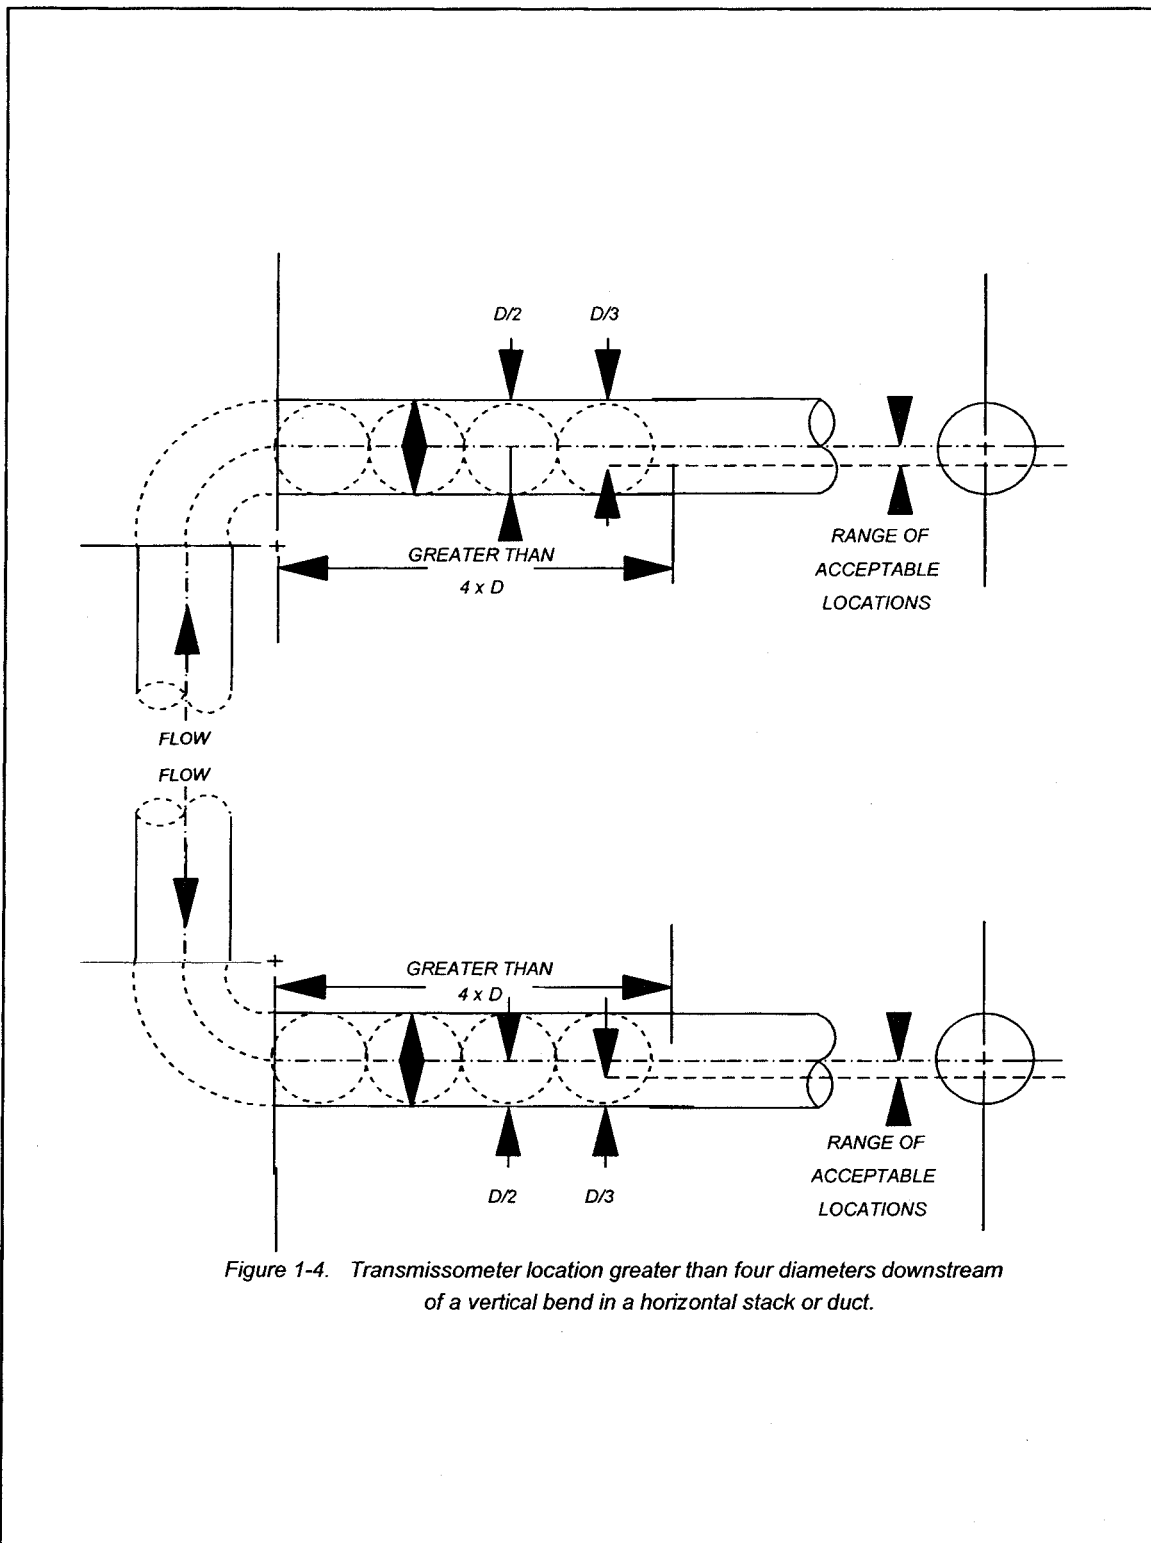 D/2 D/3
RANGE OF
ACCEPTABLE
LOCATIONS
GREATER THAN
4 x D
FLOW
FLOW
GREATER THAN
4 x D
RANGE OF
ACCEPTABLE
LOCATIONS
D/2 D/3
Figure 1-4. Transmissometer location greater than four diameters downstream
of a vertical bend in a horizontal stack or duct.